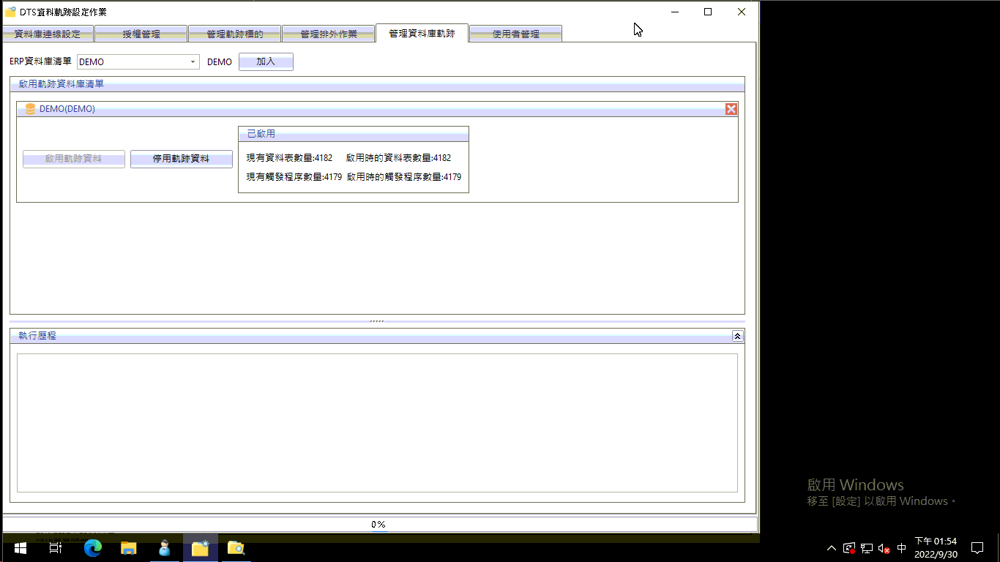 DTS資料軌跡設定作業
資料庫連線設定 授權管理 管理軌跡標的 管理排外作業 管理資料庫軌跡 使用者管理
ERP資料庫清單 DEMO DEMO 加入
啟用軌跡資料庫清單
DEMO(DEMO)
已啟用
啟用軌跡資料 停用軌跡資料
現有資料表數量:4182 啟用時的資料表數量:4182
現有觸發程序數量:4179 啟用時的觸發程序數量:4179
執行歷程
啟用 Windows
移至 [設定] 以啟用 Windows。
0%
中
下午 01:54
2022/9/30